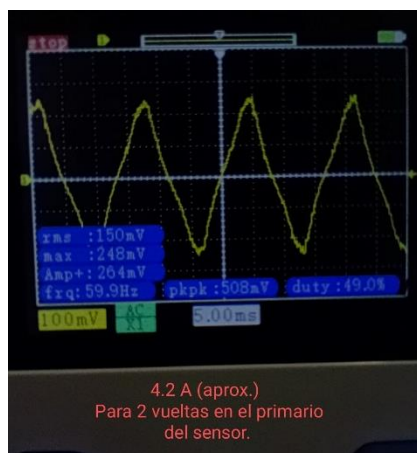 stop
1
rms :150mV
max :248mV
Amp+:264mV
frq:59.9Hz pkpk:508mV duty:49.0%
100mV AC X1 5.00ms
4.2 A (aprox.)
Para 2 vueltas en el primario
del sensor.